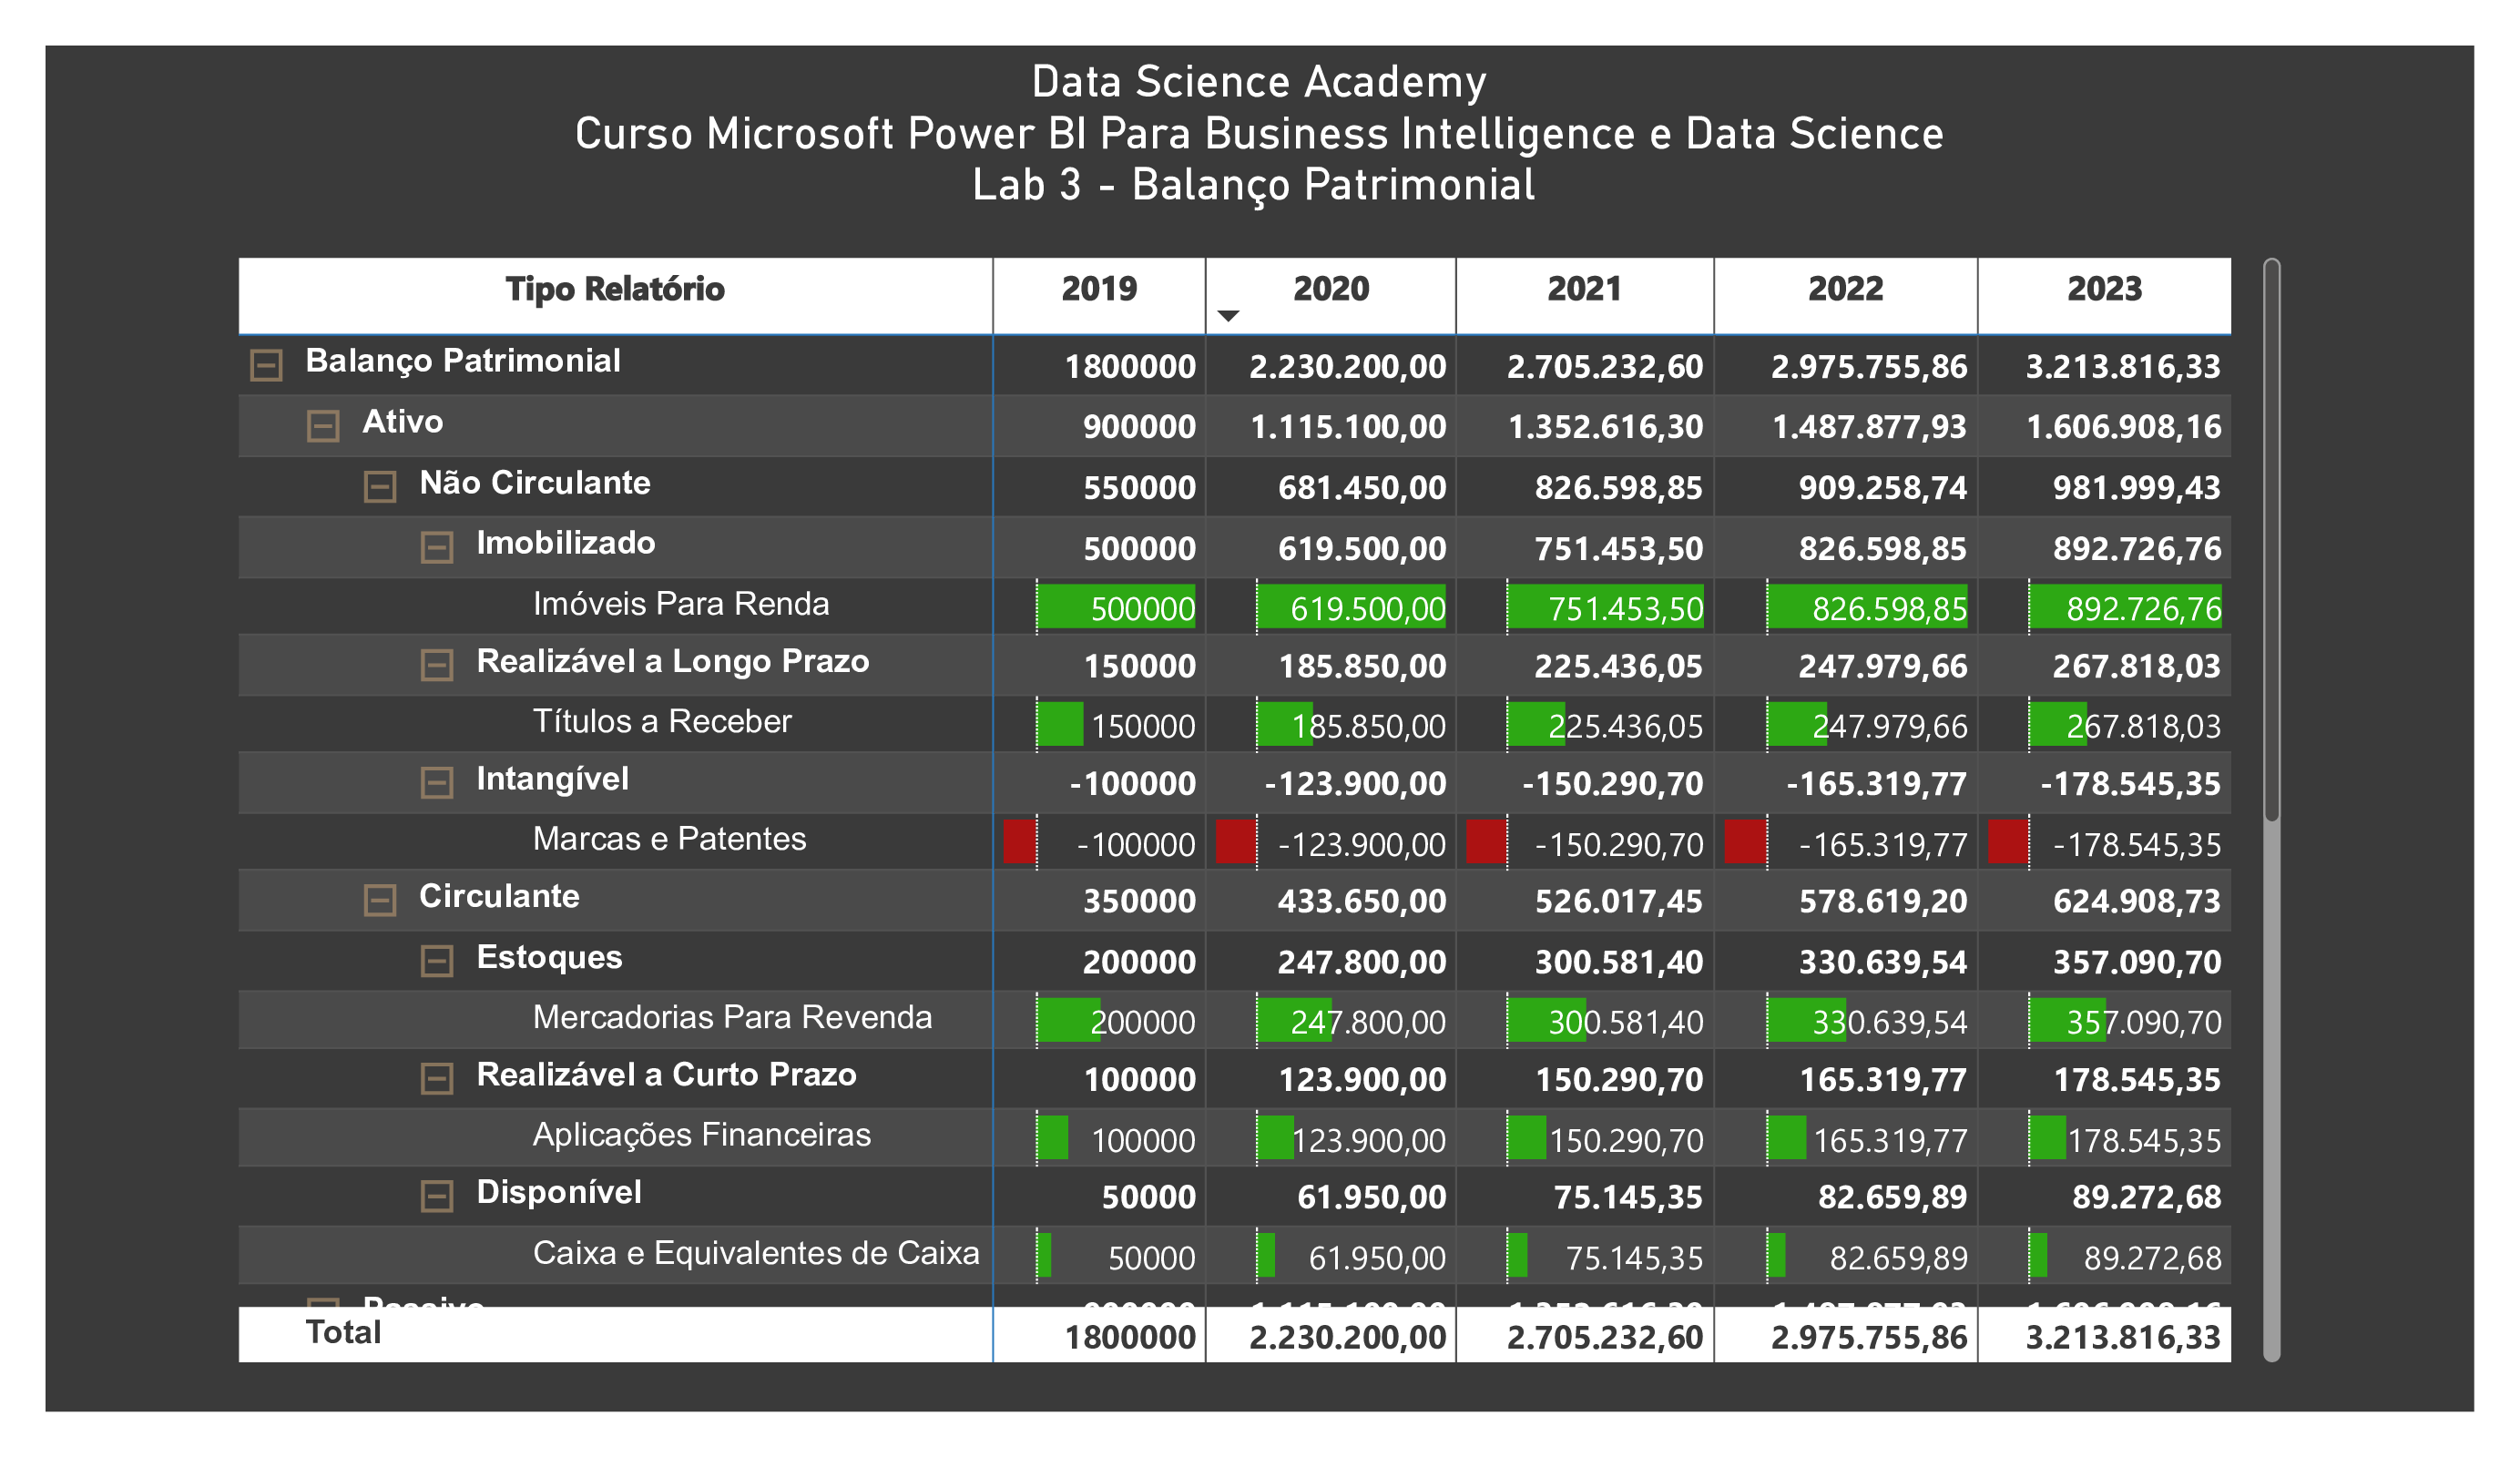 Data Science Academy
Curso Microsoft Power BI Para Business Intelligence e Data Science
Lab 3 - Balanço Patrimonial
Tipo Relatório 2019 2020 2021 2022 2023
Balanço Patrimonial 1800000 2.230.200,00 2.705.232,60 2.975.755,86 3.213.816,33
Ativo 900000 1.115.100,00 1.352.616,30 1.487.877,93 1.606.908,16
Não Circulante 550000 681.450,00 826.598,85 909.258,74 981.999,43
Imobilizado 500000 619.500,00 751.453,50 826.598,85 892.726,76
Imóveis Para Renda 500000 619.500,00 751.453,50 826.598,85 892.726,76
Realizável a Longo Prazo 150000 185.850,00 225.436,05 247.979,66 267.818,03
Títulos a Receber 150000 185.850,00 225.436,05 247.979,66 267.818,03
Intangível -100000 -123.900,00 -150.290,70 -165.319,77 -178.545,35
Marcas e Patentes -100000 -123.900,00 -150.290,70 -165.319,77 -178.545,35
Circulante 350000 433.650,00 526.017,45 578.619,20 624.908,73
Estoques 200000 247.800,00 300.581,40 330.639,54 357.090,70
Mercadorias Para Revenda 200000 247.800,00 300.581,40 330.639,54 357.090,70
Realizável a Curto Prazo 100000 123.900,00 150.290,70 165.319,77 178.545,35
Aplicações Financeiras 100000 123.900,00 150.290,70 165.319,77 178.545,35
Disponível 50000 61.950,00 75.145,35 82.659,89 89.272,68
Caixa e Equivalentes de Caixa 50000 61.950,00 75.145,35 82.659,89 89.272,68
Total 1800000 2.230.200,00 2.705.232,60 2.975.755,86 3.213.816,33